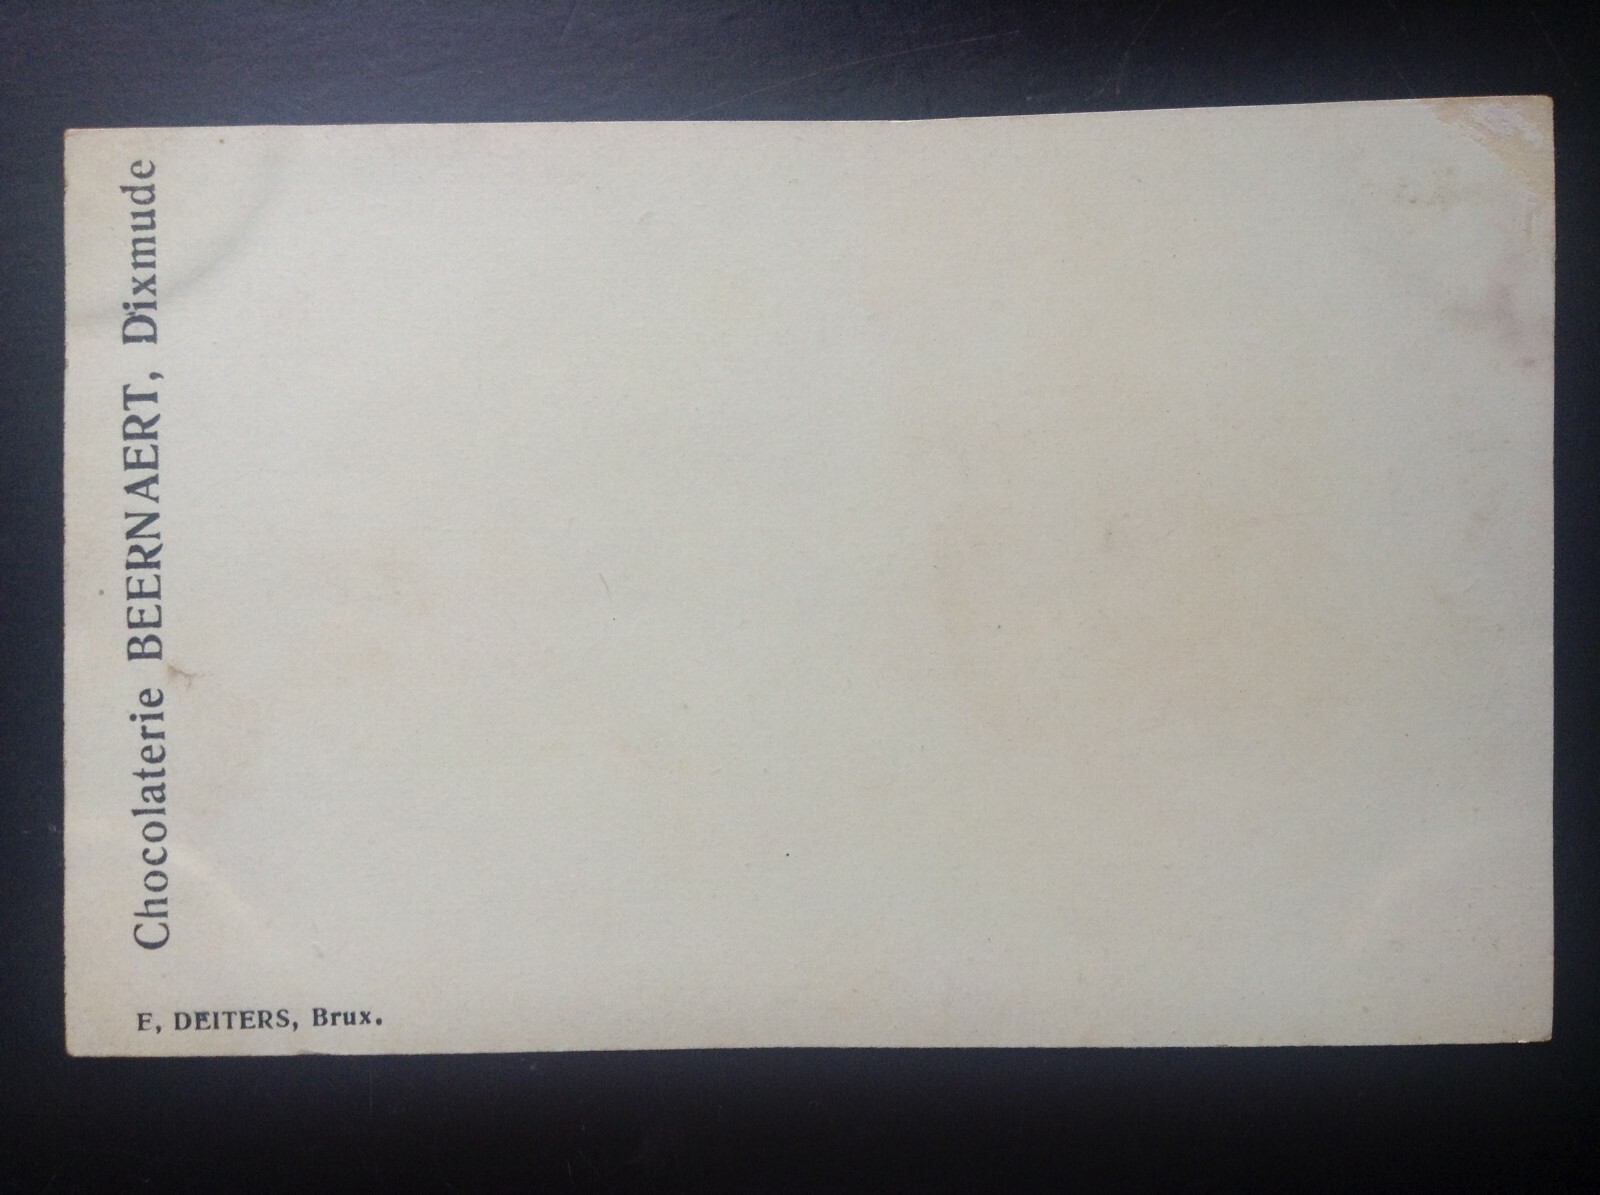 Chocolaterie BEERNAERT, Dixmude
F, DEITERS, Brux.